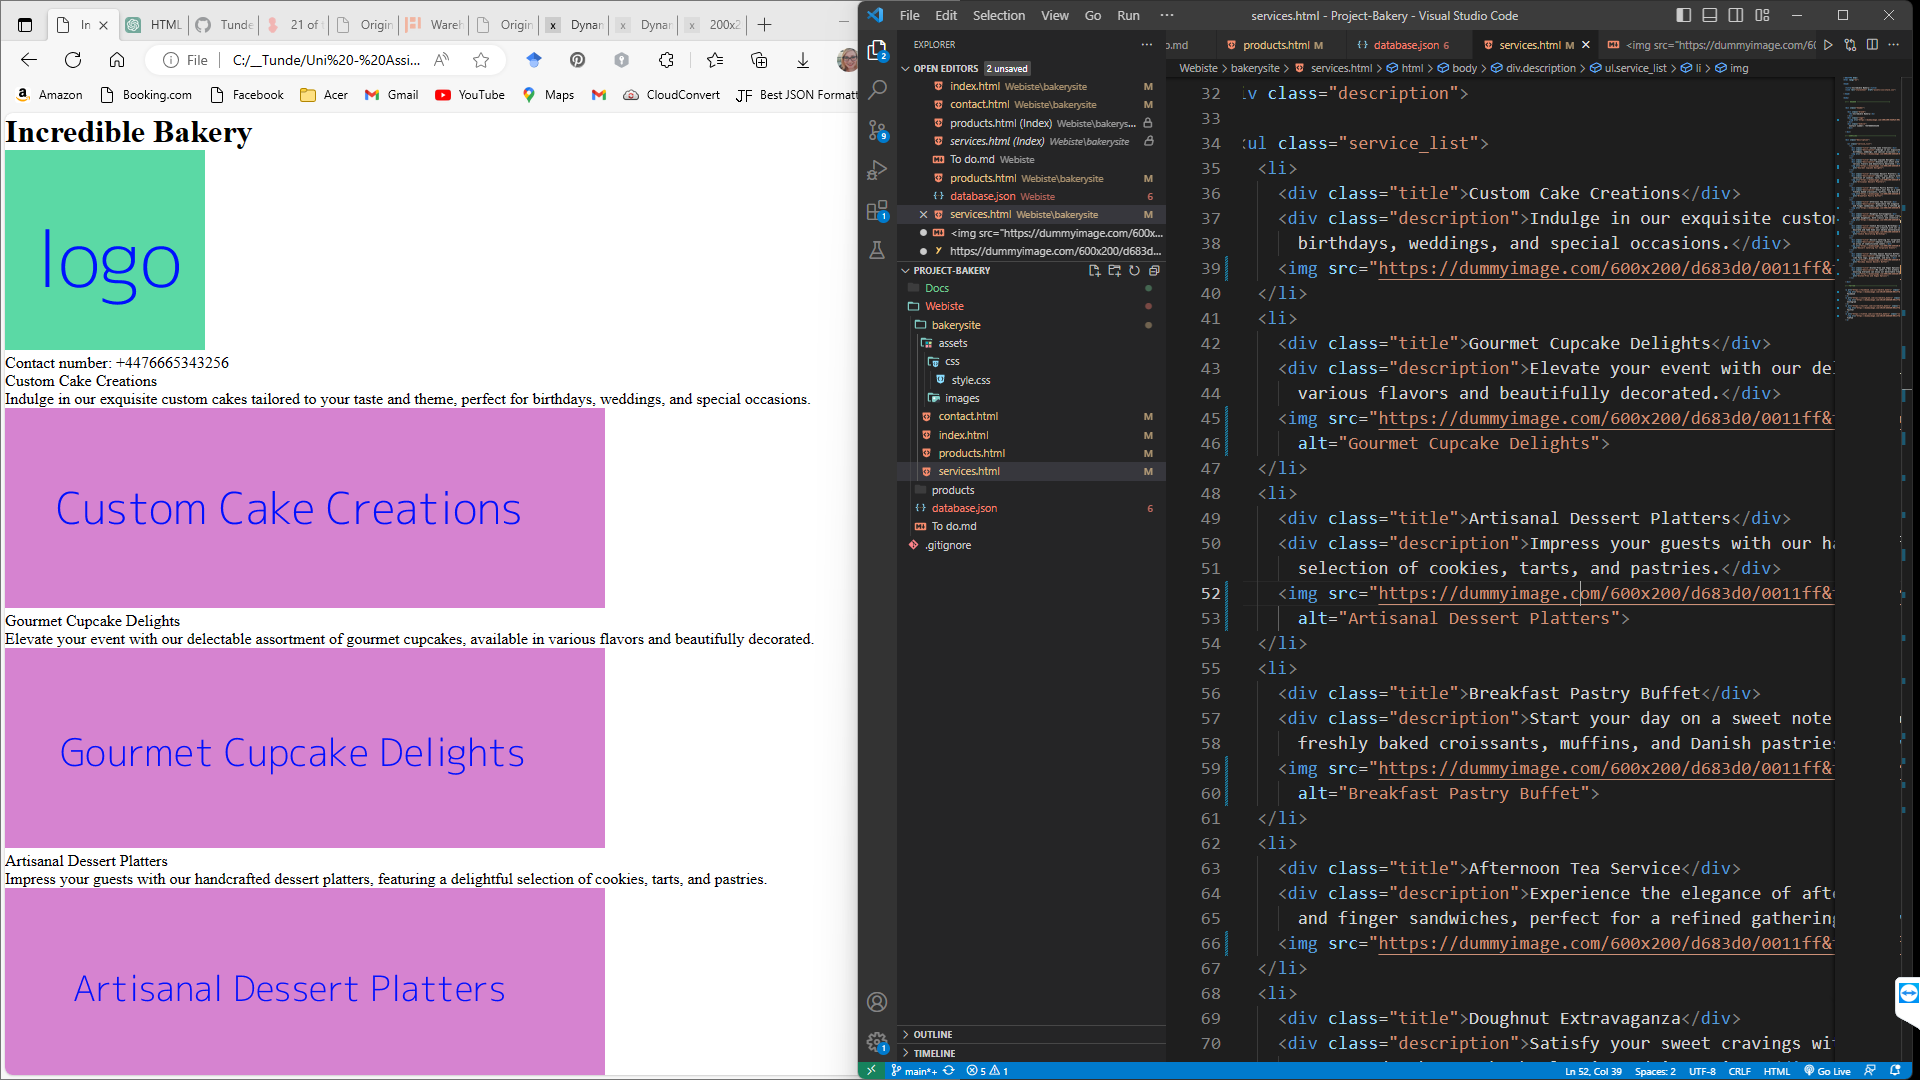 In
HTML
Tunde
21 of
Origin
Wareh
Origin
Dynan
Dynar
200x2
File
C:/__Tunde/Uni%20-%20Assi...
Amazon
Booking.com
Facebook
Acer
Gmail
YouTube
Maps
CloudConvert
Best JSON Formatt
Incredible Bakery
logo
Contact number: +4476665343256
Custom Cake Creations
Indulge in our exquisite custom cakes tailored to your taste and theme, perfect for birthdays, weddings, and special occasions.
Custom Cake Creations
Gourmet Cupcake Delights
Elevate your event with our delectable assortment of gourmet cupcakes, available in various flavors and beautifully decorated.
Gourmet Cupcake Delights
Artisanal Dessert Platters
Impress your guests with our handcrafted dessert platters, featuring a delightful selection of cookies, tarts, and pastries.
Artisanal Dessert Platters
File Edit Selection View Go Run ···
services.html - Project-Bakery - Visual Studio Code
EXPLORER
OPEN EDITORS 2 unsaved
index.html Webiste\bakerysite M
contact.html Webiste\bakerysite M
products.html (Index) Webiste\bakerys...
services.html (Index) Webiste\bakerysite
To do.md Webiste
products.html Webiste\bakerysite M
database.json Webiste 6
services.html Webiste\bakerysite M
<img src="https://dummyimage.com/600x...
https://dummyimage.com/600x200/d683d...
PROJECT-BAKERY
Docs
Webiste
bakerysite
assets
css
style.css
images
contact.html M
index.html M
products.html M
services.html M
products
database.json 6
To do.md
.gitignore
OUTLINE
TIMELINE
o.md
products.html M
database.json 6
services.html M
<img src="https://dummyimage.com/60
Webiste > bakerysite > services.html > html > body > div.description > ul.service_list > li > img
32 iv class="description">
33
34 ul class="service_list">
35 <li>
36 <div class="title">Custom Cake Creations</div>
37 <div class="description">Indulge in our exquisite custo
38 birthdays, weddings, and special occasions.</div>
39 <img src="https://dummyimage.com/600x200/d683d0/0011ff&
40 </li>
41 <li>
42 <div class="title">Gourmet Cupcake Delights</div>
43 <div class="description">Elevate your event with our de
44 various flavors and beautifully decorated.</div>
45 <img src="https://dummyimage.com/600x200/d683d0/0011ff&
46 alt="Gourmet Cupcake Delights">
47 </li>
48 <li>
49 <div class="title">Artisanal Dessert Platters</div>
50 <div class="description">Impress your guests with our h
51 selection of cookies, tarts, and pastries.</div>
52 <img src="https://dummyimage.com/600x200/d683d0/0011ff&
53 alt="Artisanal Dessert Platters">
54 </li>
55 <li>
56 <div class="title">Breakfast Pastry Buffet</div>
57 <div class="description">Start your day on a sweet note
58 freshly baked croissants, muffins, and Danish pastrie
59 <img src="https://dummyimage.com/600x200/d683d0/0011ff&
60 alt="Breakfast Pastry Buffet">
61 </li>
62 <li>
63 <div class="title">Afternoon Tea Service</div>
64 <div class="description">Experience the elegance of aft
65 and finger sandwiches, perfect for a refined gathering
66 <img src="https://dummyimage.com/600x200/d683d0/0011ff&
67 </li>
68 <li>
69 <div class="title">Doughnut Extravaganza</div>
70 <div class="description">Satisfy your sweet cravings wi
main*+ 5 1
Ln 52, Col 39 Spaces: 2 UTF-8 CRLF HTML Go Live